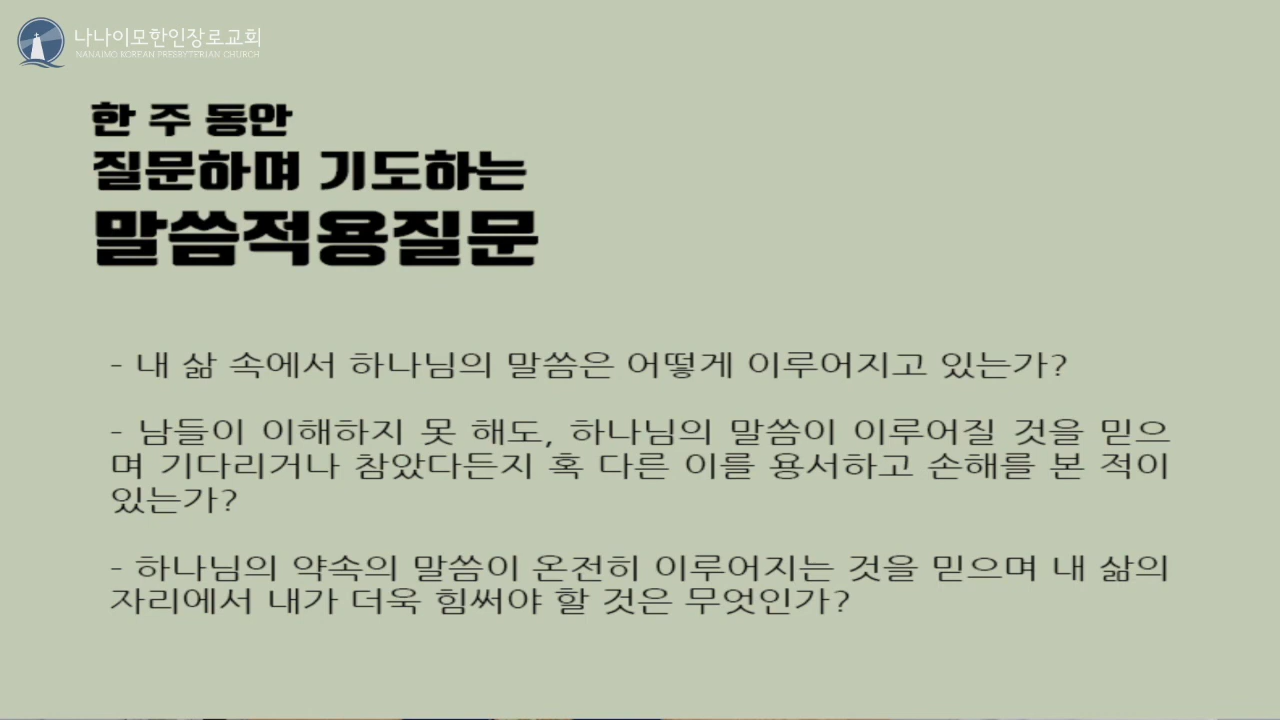 나나이모한인장로교회
NANAIMO KOREAN PRESBYTERIAN CHURCH
한 주 동안
질문하며 기도하는
말씀적용질문
- 내 삶 속에서 하나님의 말씀은 어떻게 이루어지고 있는가?
- 남들이 이해하지 못 해도, 하나님의 말씀이 이루어질 것을 믿으
며 기다리거나 참았다든지 혹 다른 이를 용서하고 손해를 본 적이
있는가?
- 하나님의 약속의 말씀이 온전히 이루어지는 것을 믿으며 내 삶의
자리에서 내가 더욱 힘써야 할 것은 무엇인가?